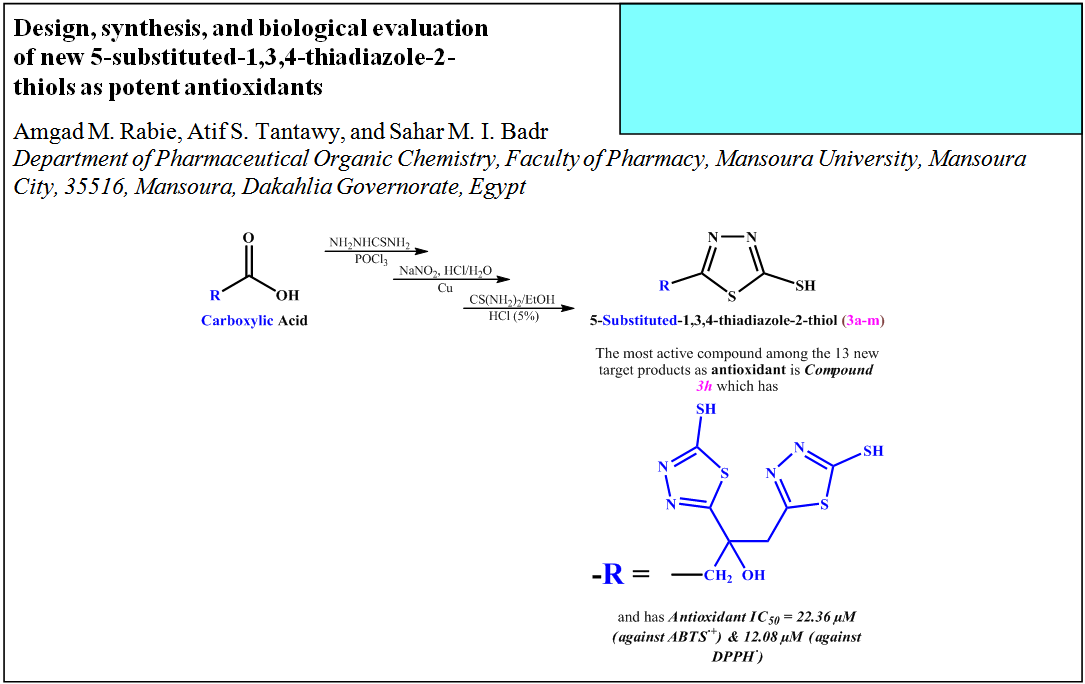 Design, synthesis, and biological evaluation
of new 5-substituted-1,3,4-thiadiazole-2-
thiols as potent antioxidants
Amgad M. Rabie, Atif S. Tantawy, and Sahar M. I. Badr
Department of Pharmaceutical Organic Chemistry, Faculty of Pharmacy, Mansoura University, Mansoura
City, 35516, Mansoura, Dakahlia Governorate, Egypt
O
R
OH
Carboxylic Acid
NH₂NHCSNH₂
POCl₃
NaNO₂, HCl/H₂O
Cu
CS(NH₂)₂/EtOH
HCl (5%)
N
N
R
S
SH
5-Substituted-1,3,4-thiadiazole-2-thiol (3a-m)
The most active compound among the 13 new
target products as antioxidant is Compound
3h which has
SH
N
S
N
N
SH
N
S
-R = CH₂ OH
and has Antioxidant IC₅₀ = 22.36 µM
(against ABTS˙⁺) & 12.08 µM (against
DPPH˙)